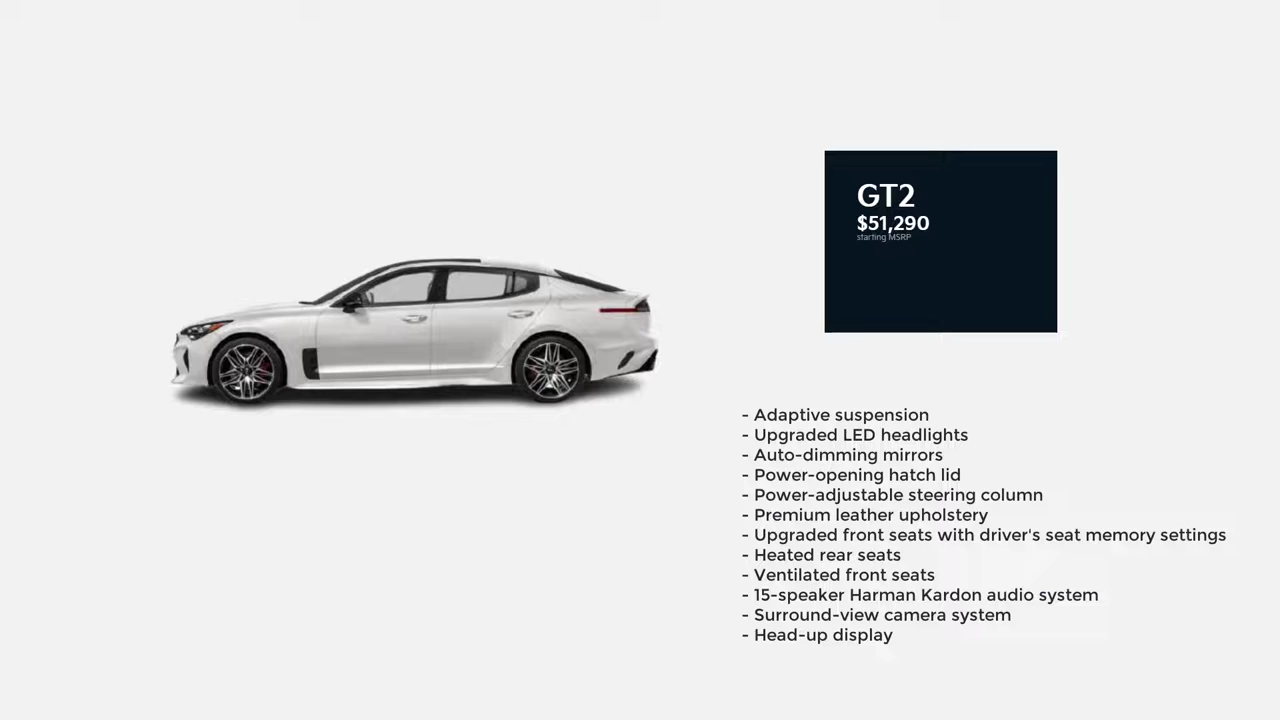 GT2
$51,290
starting MSRP
- Adaptive suspension
- Upgraded LED headlights
- Auto-dimming mirrors
- Power-opening hatch lid
- Power-adjustable steering column
- Premium leather upholstery
- Upgraded front seats with driver's seat memory settings
- Heated rear seats
- Ventilated front seats
- 15-speaker Harman Kardon audio system
- Surround-view camera system
- Head-up display